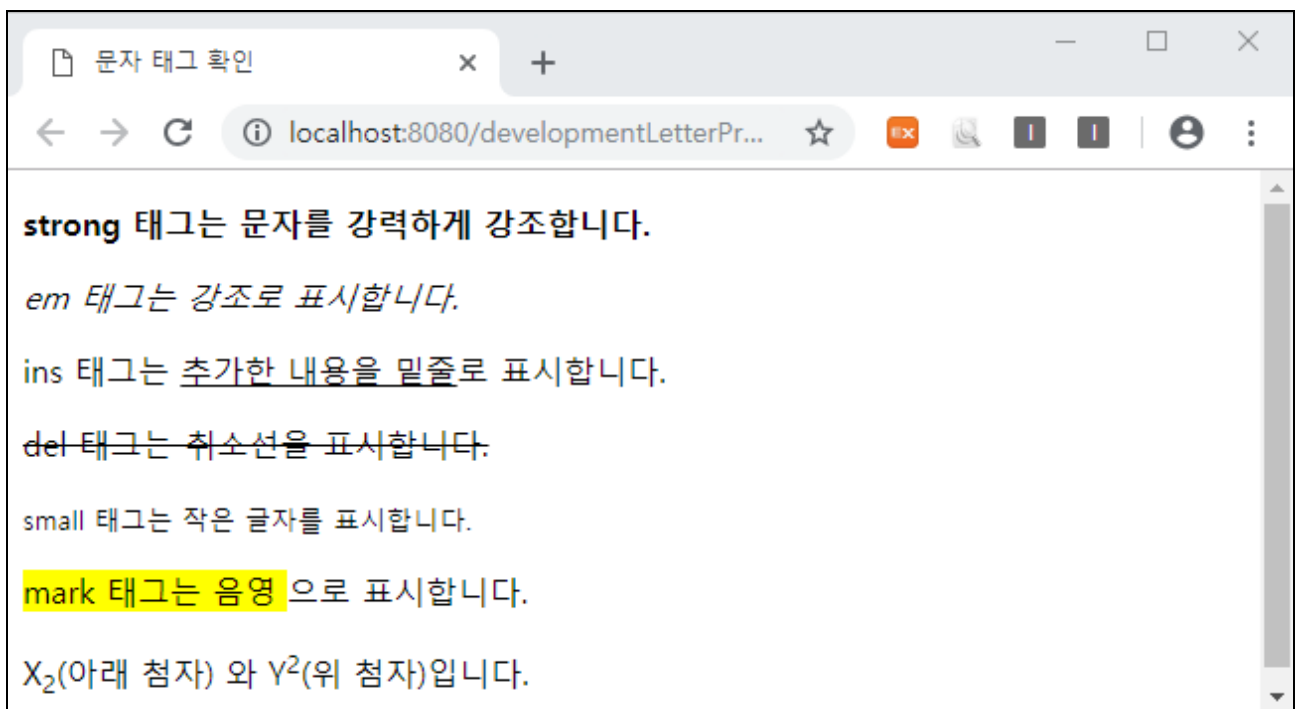 문자 태그 확인
localhost:8080/developmentLetterPr...
strong 태그는 문자를 강력하게 강조합니다.
em 태그는 강조로 표시합니다.
ins 태그는 추가한 내용을 밑줄로 표시합니다.
del 태그는 취소선을 표시합니다.
small 태그는 작은 글자를 표시합니다.
mark 태그는 음영 으로 표시합니다.
X₂(아래 첨자) 와 Y²(위 첨자)입니다.